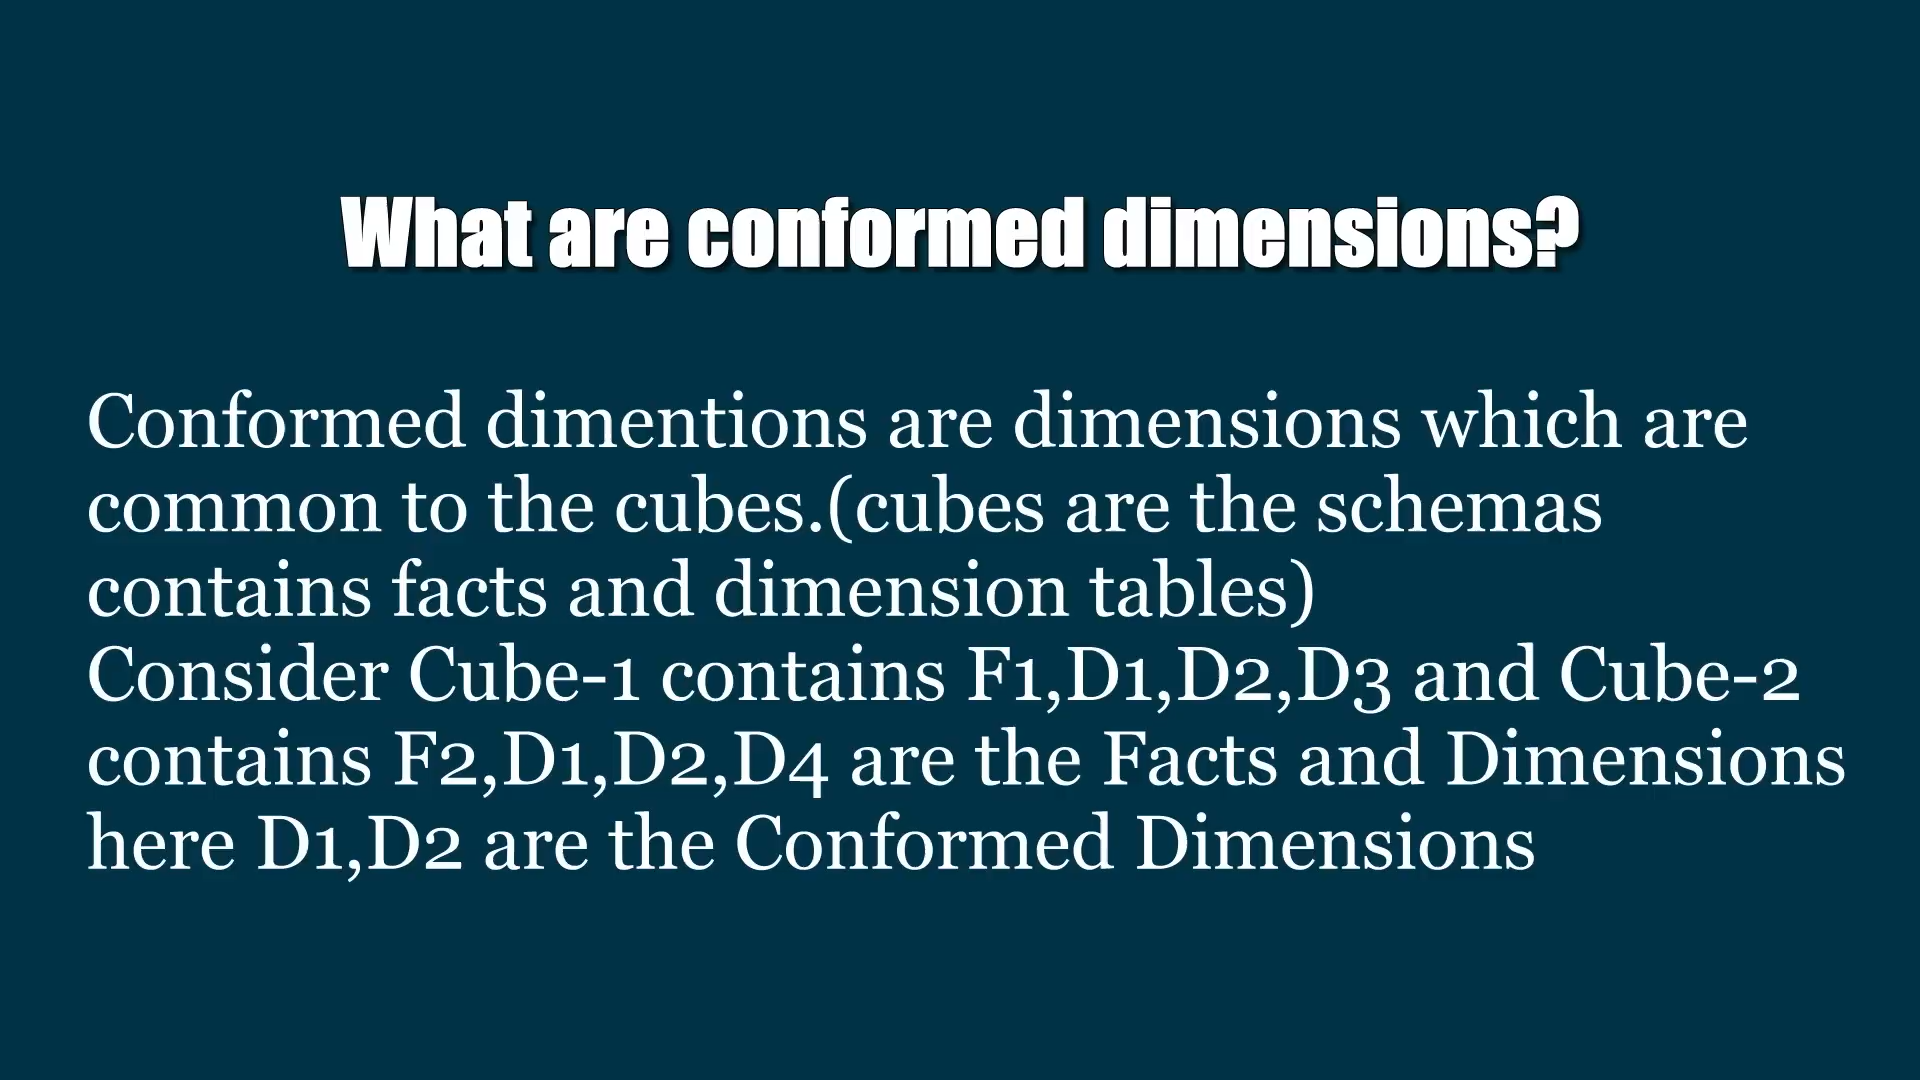 What are conformed dimensions?
Conformed dimentions are dimensions which are
common to the cubes.(cubes are the schemas
contains facts and dimension tables)
Consider Cube-1 contains F1,D1,D2,D3 and Cube-2
contains F2,D1,D2,D4 are the Facts and Dimensions
here D1,D2 are the Conformed Dimensions